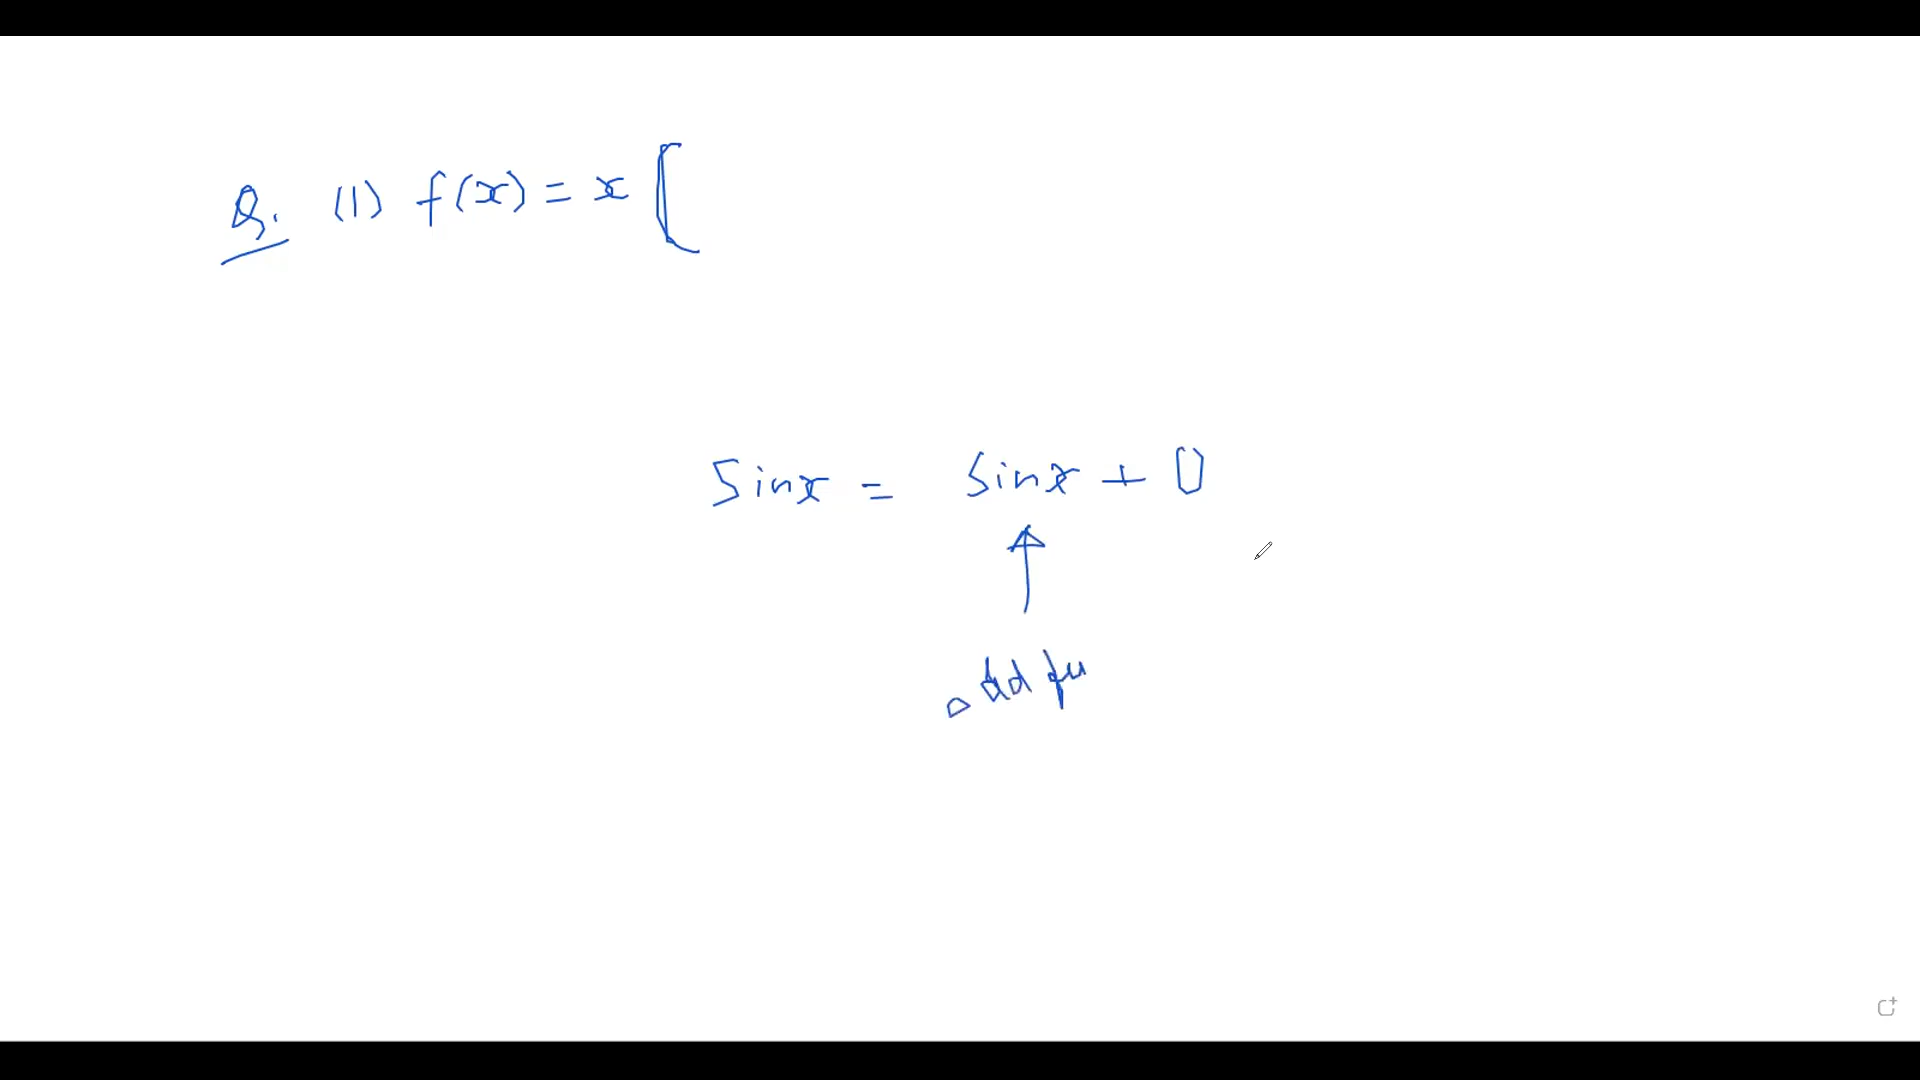 Q. (1) f(x) = x [
Sinx = Sinx + 0
odd fu